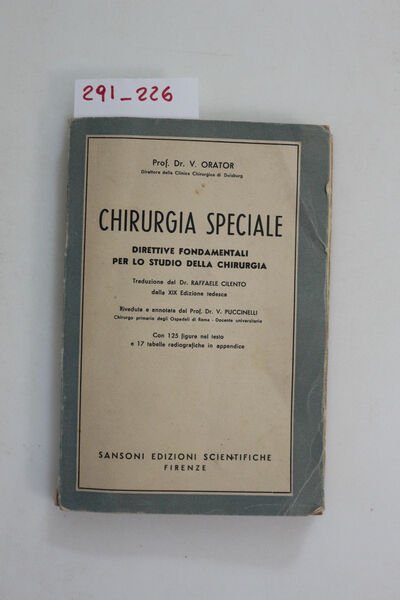 291_226
Prof. Dr. V. ORATOR
Direttore della Clinica Chirurgica di Duisburg
CHIRURGIA SPECIALE
DIRETTIVE FONDAMENTALI
PER LO STUDIO DELLA CHIRURGIA
Traduzione del Dr. RAFFAELE CILENTO
dalla XIX Edizione tedesca
Riveduta e annotata dal Prof. Dr. V. PUCCINELLI
Chirurgo primario degli Ospedali di Roma - Docente universitario
Con 125 figure nel testo
e 17 tabelle radiografiche in appendice
SANSONI EDIZIONI SCIENTIFICHE
FIRENZE